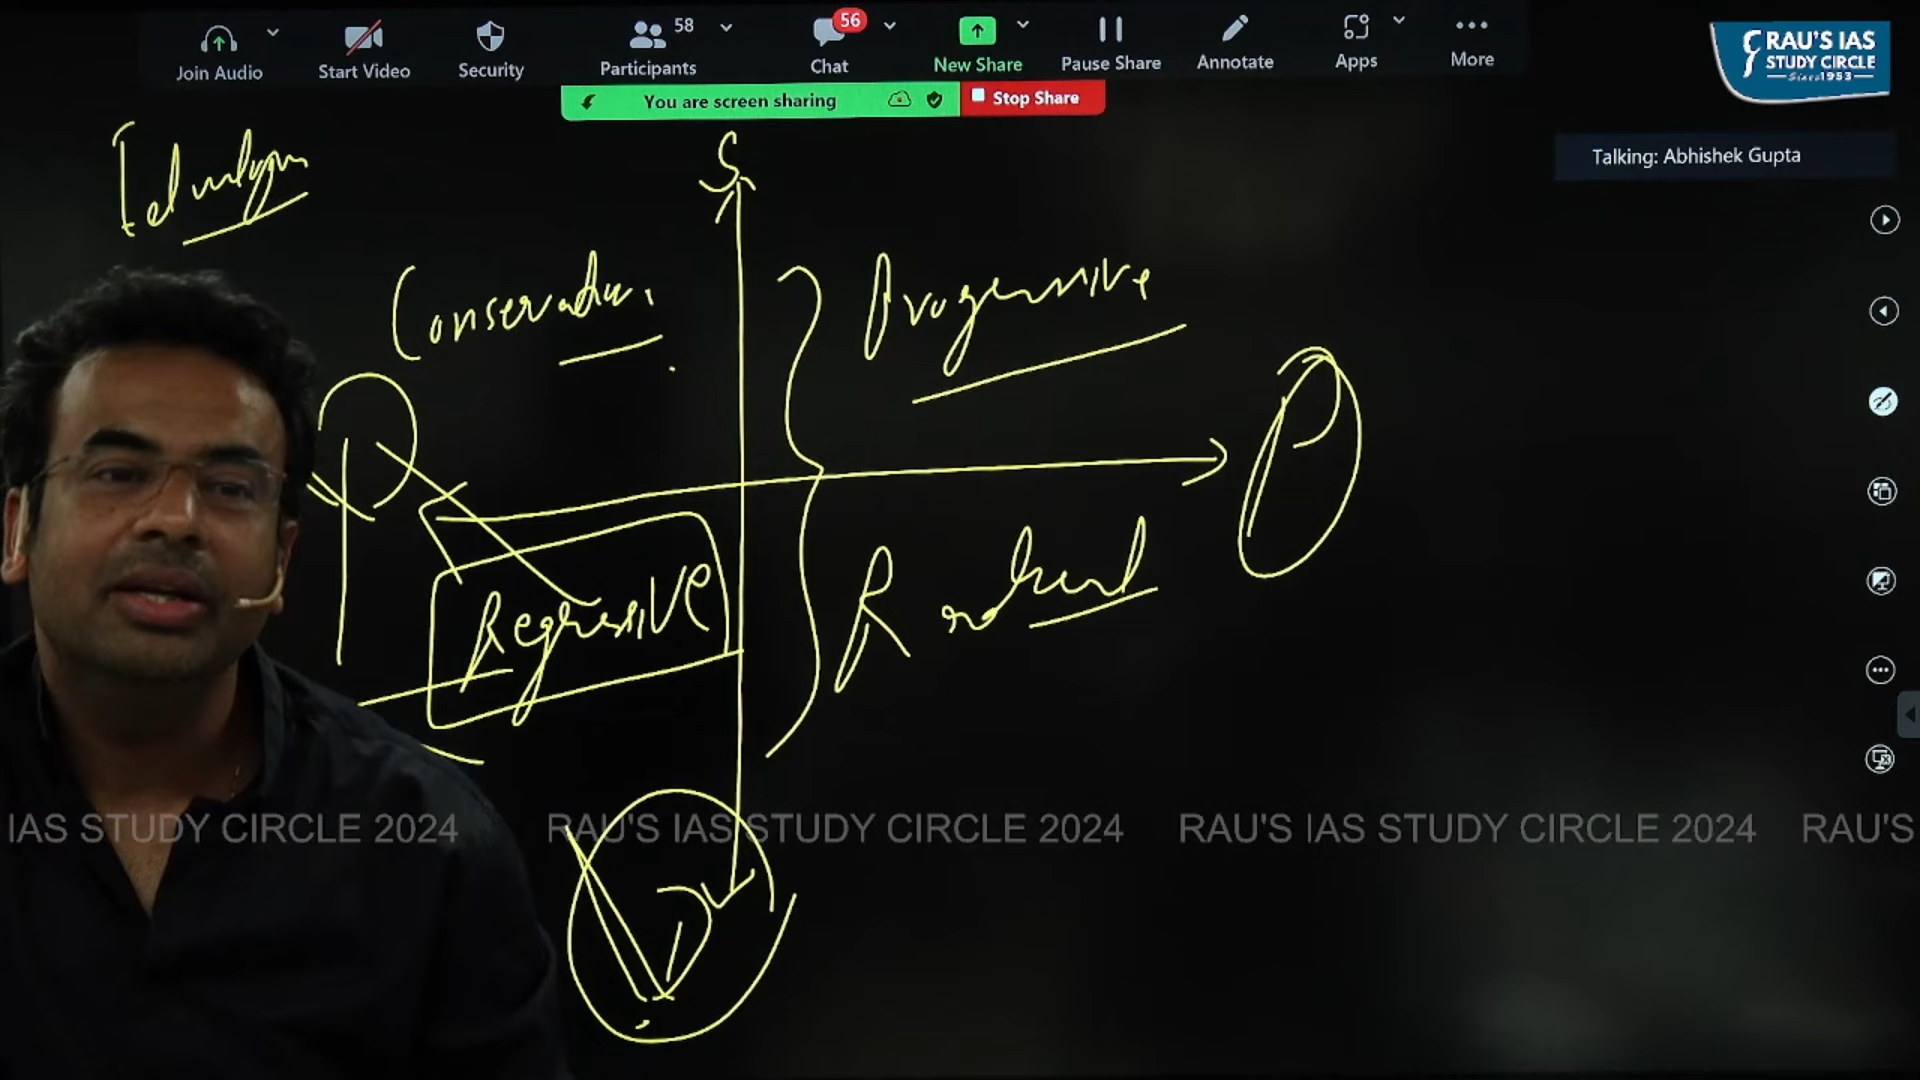 58
56
Join Audio
Start Video
Security
Participants
Chat
New Share
Pause Share
Annotate
Apps
More
You are screen sharing
Stop Share
RAU'S IAS
STUDY CIRCLE
Since 1953
Talking: Abhishek Gupta
S
Progressive
P
Regressive
Radical
IAS STUDY CIRCLE 2024 RAU'S IAS STUDY CIRCLE 2024 RAU'S IAS STUDY CIRCLE 2024 RAU'S